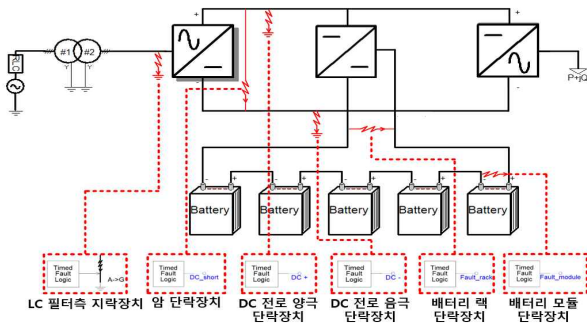 +
+
#1
#2
RL
P+jQ
-
-
-
+
-
+
-
+
-
+
-
+
Battery
Battery
Battery
Battery
Battery
Timed
Fault
Logic
A->G
Timed
Fault
Logic
DC_short
Timed
Fault
Logic
DC +
Timed
Fault
Logic
DC -
Timed
Fault
Logic
Fault_rack
Timed
Fault
Logic
Fault_module
LC 필터측 지락장치
암 단락장치
DC 전로 양극
단락장치
DC 전로 음극
단락장치
배터리 랙
단락장치
배터리 모듈
단락장치